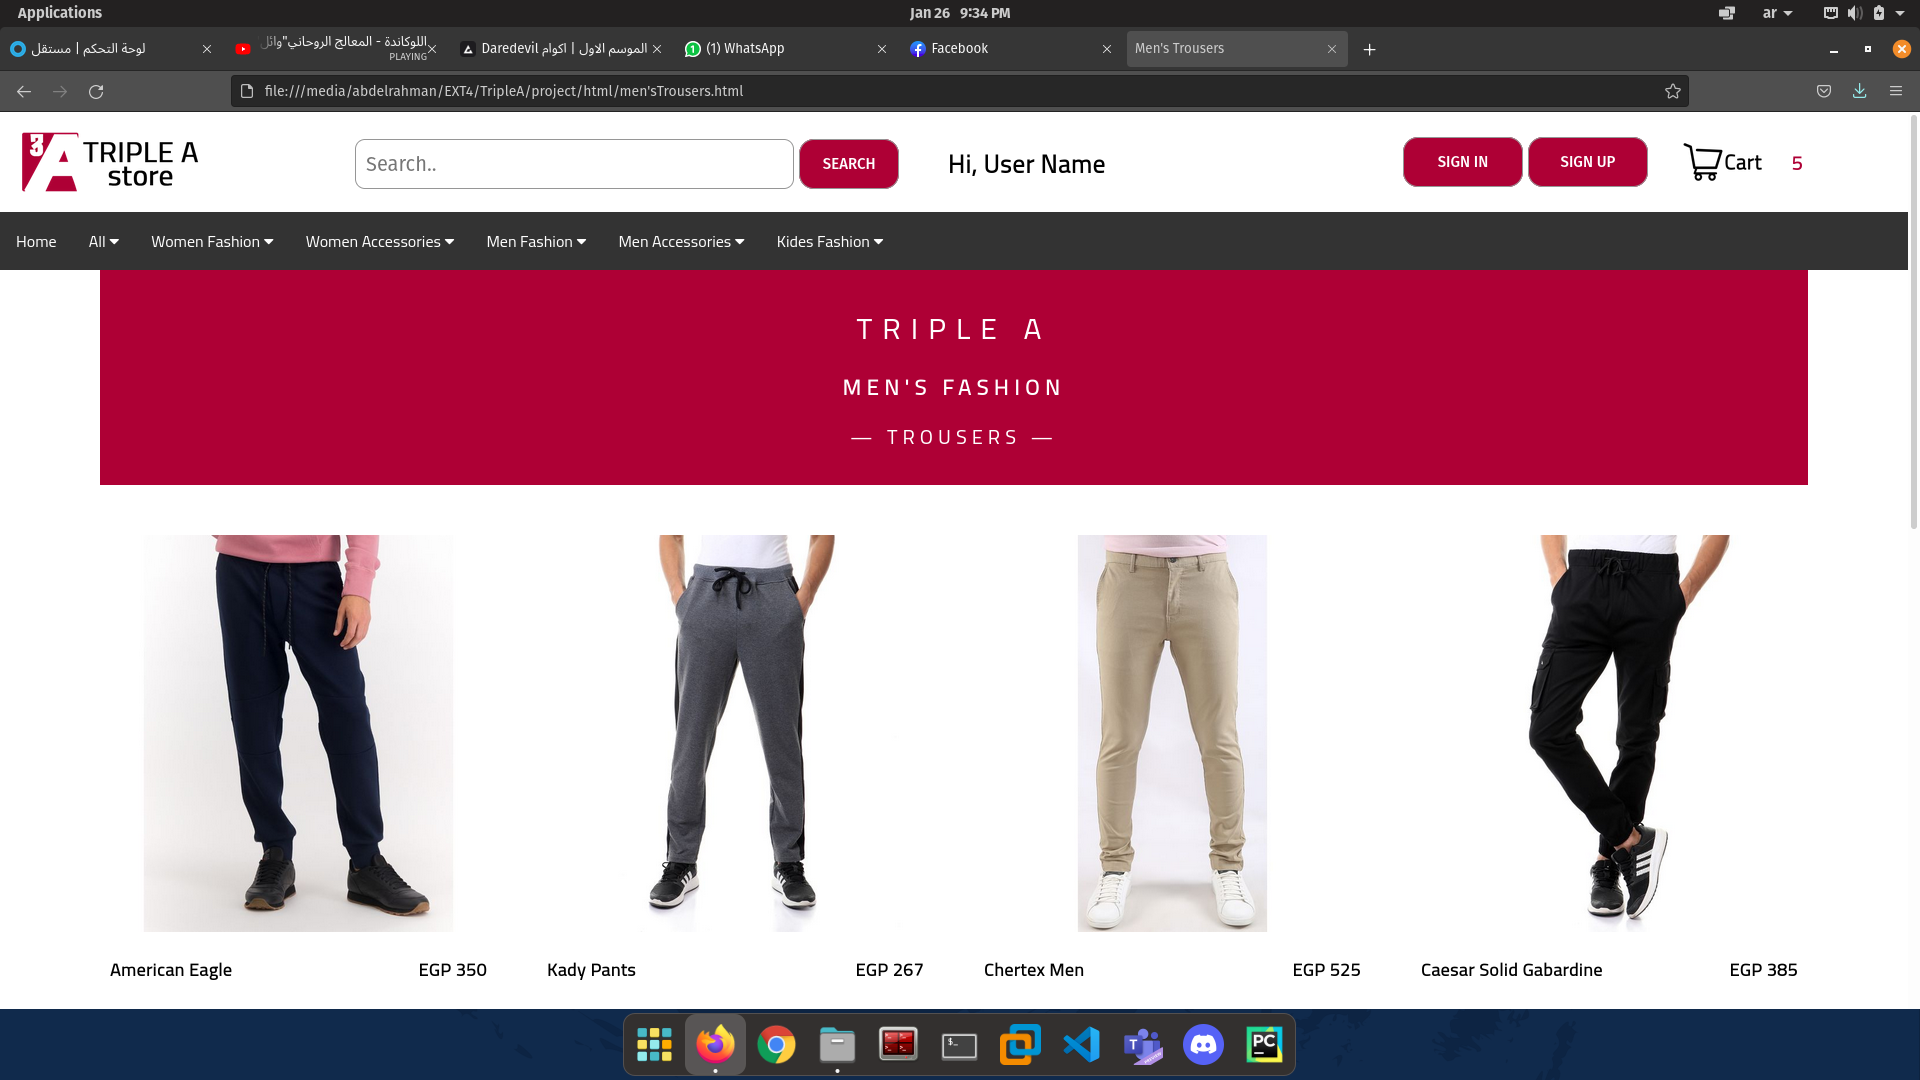 Applications
Jan 26 9:34 PM
ar
لوحة التحكم | مستقل
اللوكاندة - المعالج الروحاني"وائل
PLAYING
Daredevil الموسم الاول | اكوام
(1) WhatsApp
Facebook
Men's Trousers
file:///media/abdelrahman/EXT4/TripleA/project/html/men'sTrousers.html
3 A
TRIPLE A
store
Search..
SEARCH
Hi, User Name
SIGN IN
SIGN UP
Cart
5
Home
All
Women Fashion
Women Accessories
Men Fashion
Men Accessories
Kides Fashion
TRIPLE A
MEN'S FASHION
— TROUSERS —
American Eagle
EGP 350
Kady Pants
EGP 267
Chertex Men
EGP 525
Caesar Solid Gabardine
EGP 385
$_
T
PC